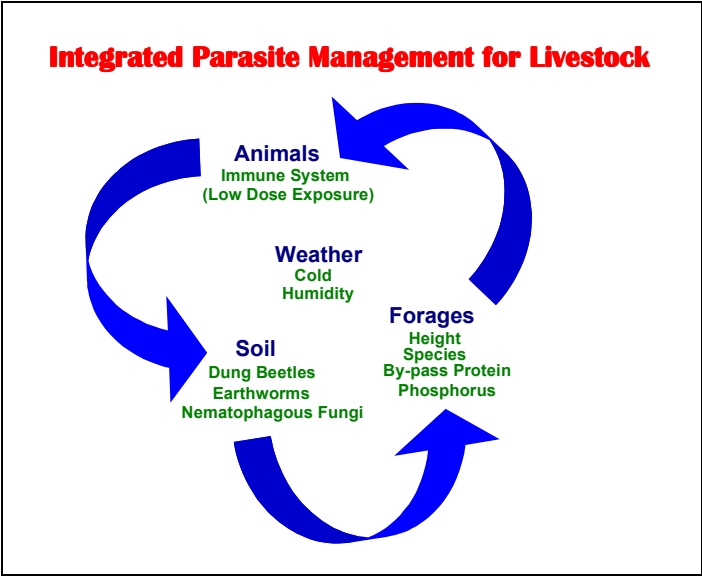 Integrated Parasite Management for Livestock
Animals
Immune System
(Low Dose Exposure)
Weather
Cold
Humidity
Forages
Height
Species
By-pass Protein
Phosphorus
Soil
Dung Beetles
Earthworms
Nematophagous Fungi